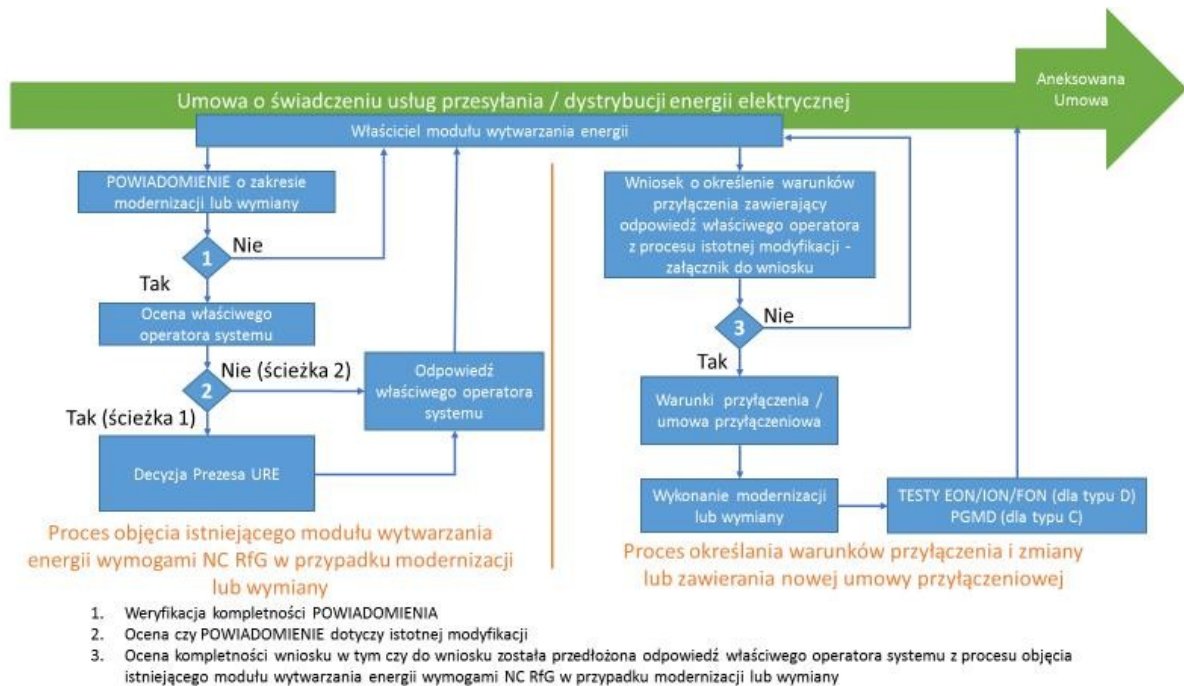 Aneksowana
Umowa
Umowa o świadczeniu usług przesyłania / dystrybucji energii elektrycznej
Właściciel modułu wytwarzania energii
POWIADOMIENIE o zakresie
modernizacji lub wymiany
1
Nie
Tak
Ocena właściwego
operatora systemu
2
Nie (ścieżka 2)
Tak (ścieżka 1)
Odpowiedź
właściwego operatora
systemu
Decyzja Prezesa URE
Proces objęcia istniejącego modułu wytwarzania
energii wymogami NC RfG w przypadku modernizacji
lub wymiany
Wniosek o określenie warunków
przyłączenia zawierający
odpowiedź właściwego operatora
z procesu istotnej modyfikacji -
załącznik do wniosku
3
Nie
Tak
Warunki przyłączenia /
umowa przyłączeniowa
Wykonanie modernizacji
lub wymiany
TESTY EON/ION/FON (dla typu D)
PGMD (dla typu C)
Proces określania warunków przyłączenia i zmiany
lub zawierania nowej umowy przyłączeniowej
1. Weryfikacja kompletności POWIADOMIENIA
2. Ocena czy POWIADOMIENIE dotyczy istotnej modyfikacji
3. Ocena kompletności wniosku w tym czy do wniosku została przedłożona odpowiedź właściwego operatora systemu z procesu objęcia
istniejącego modułu wytwarzania energii wymogami NC RfG w przypadku modernizacji lub wymiany